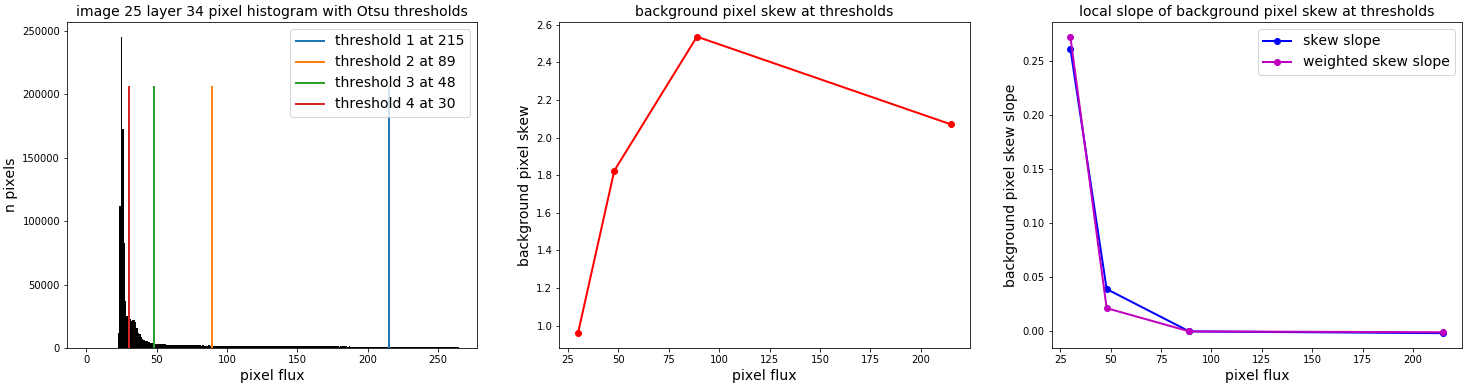 image 25 layer 34 pixel histogram with Otsu thresholds
250000
200000
150000
100000
50000
0
n pixels
threshold 1 at 215
threshold 2 at 89
threshold 3 at 48
threshold 4 at 30
0 50 100 150 200 250
pixel flux
background pixel skew at thresholds
2.6
2.4
2.2
2.0
1.8
1.6
1.4
1.2
1.0
background pixel skew
25 50 75 100 125 150 175 200
pixel flux
local slope of background pixel skew at thresholds
0.25
0.20
0.15
0.10
0.05
0.00
background pixel skew slope
skew slope
weighted skew slope
25 50 75 100 125 150 175 200
pixel flux